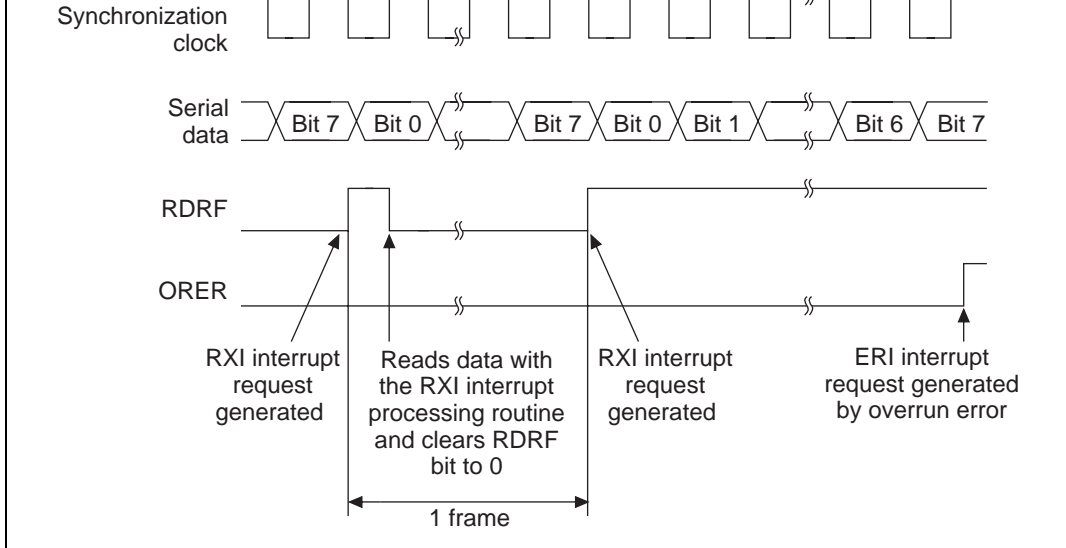 Synchronization
clock
Serial
data
Bit 7
Bit 0
Bit 7
Bit 0
Bit 1
Bit 6
Bit 7
RDRF
ORER
RXI interrupt
request
generated
Reads data with
the RXI interrupt
processing routine
and clears RDRF
bit to 0
RXI interrupt
request
generated
ERI interrupt
request generated
by overrun error
1 frame